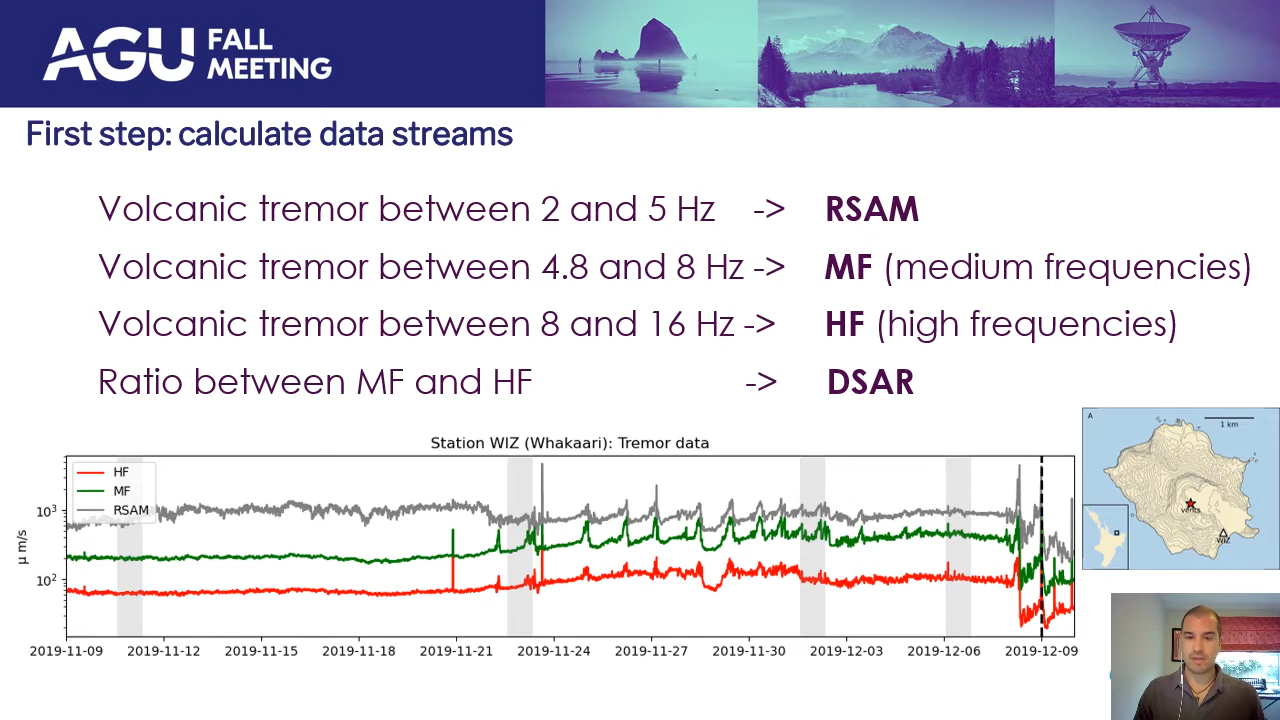 AGU FALL
MEETING
First step: calculate data streams
Volcanic tremor between 2 and 5 Hz -> RSAM
Volcanic tremor between 4.8 and 8 Hz -> MF (medium frequencies)
Volcanic tremor between 8 and 16 Hz -> HF (high frequencies)
Ratio between MF and HF -> DSAR
Station WIZ (Whakaari): Tremor data
HF
MF
RSAM
10³
10²
μ m/s
2019-11-09 2019-11-12 2019-11-15 2019-11-18 2019-11-21 2019-11-24 2019-11-27 2019-11-30 2019-12-03 2019-12-06 2019-12-09
A
1 km
vents
WIZ